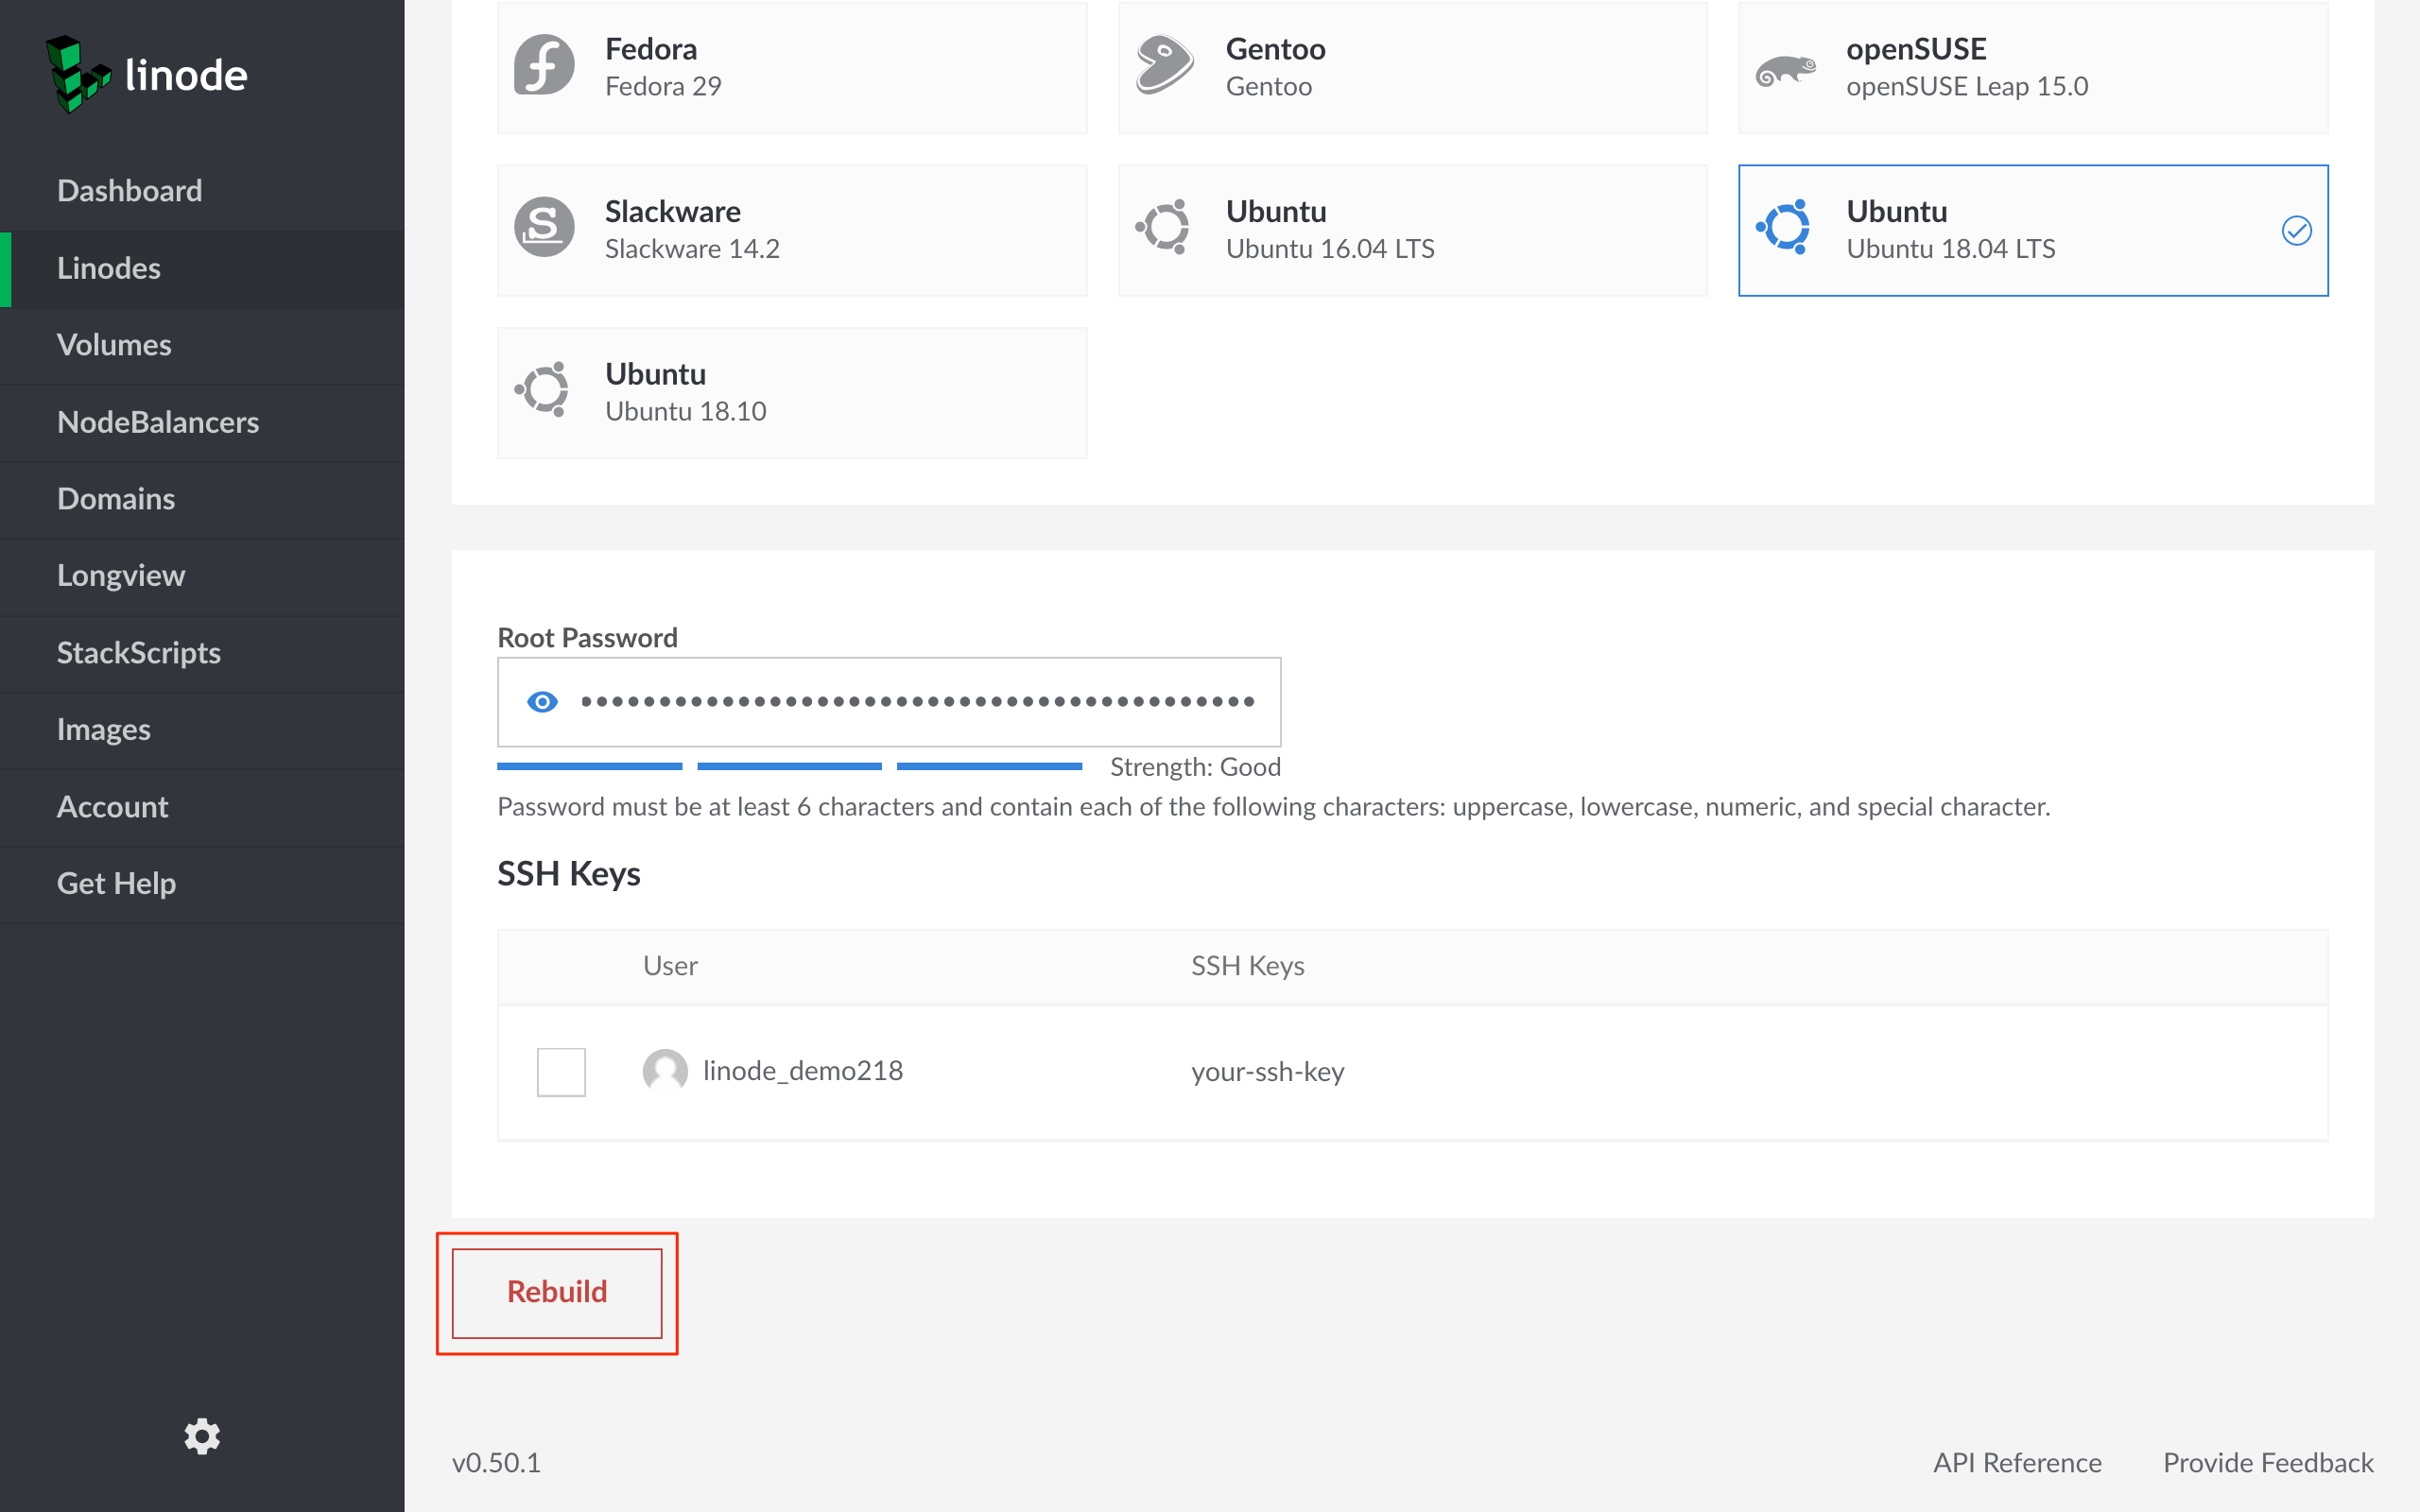 linode
Dashboard
Linodes
Volumes
NodeBalancers
Domains
Longview
StackScripts
Images
Account
Get Help
Fedora
Fedora 29
Gentoo
Gentoo
openSUSE
openSUSE Leap 15.0
Slackware
Slackware 14.2
Ubuntu
Ubuntu 16.04 LTS
Ubuntu
Ubuntu 18.04 LTS
Ubuntu
Ubuntu 18.10
Root Password
Strength: Good
Password must be at least 6 characters and contain each of the following characters: uppercase, lowercase, numeric, and special character.
SSH Keys
User SSH Keys
linode_demo218 your-ssh-key
Rebuild
v0.50.1 API Reference Provide Feedback